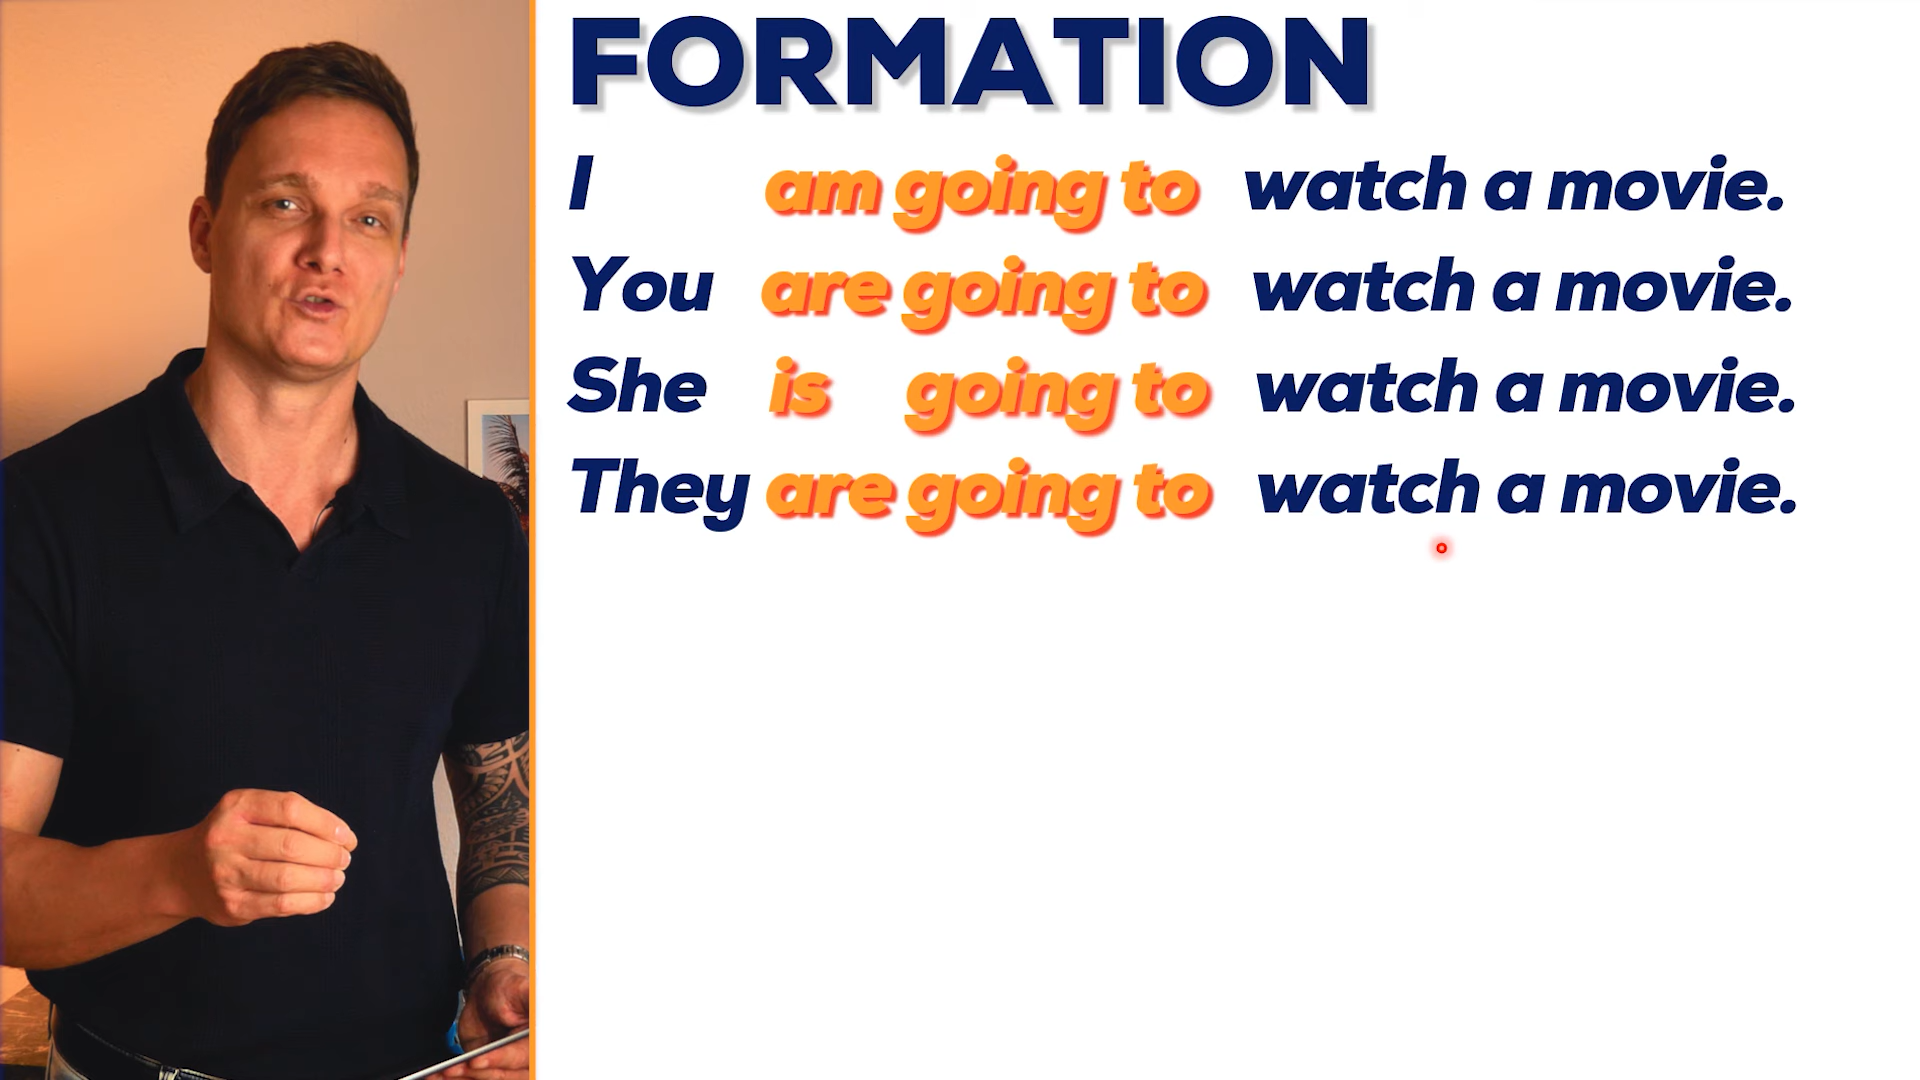 FORMATION
I am going to watch a movie.
You are going to watch a movie.
She is going to watch a movie.
They are going to watch a movie.